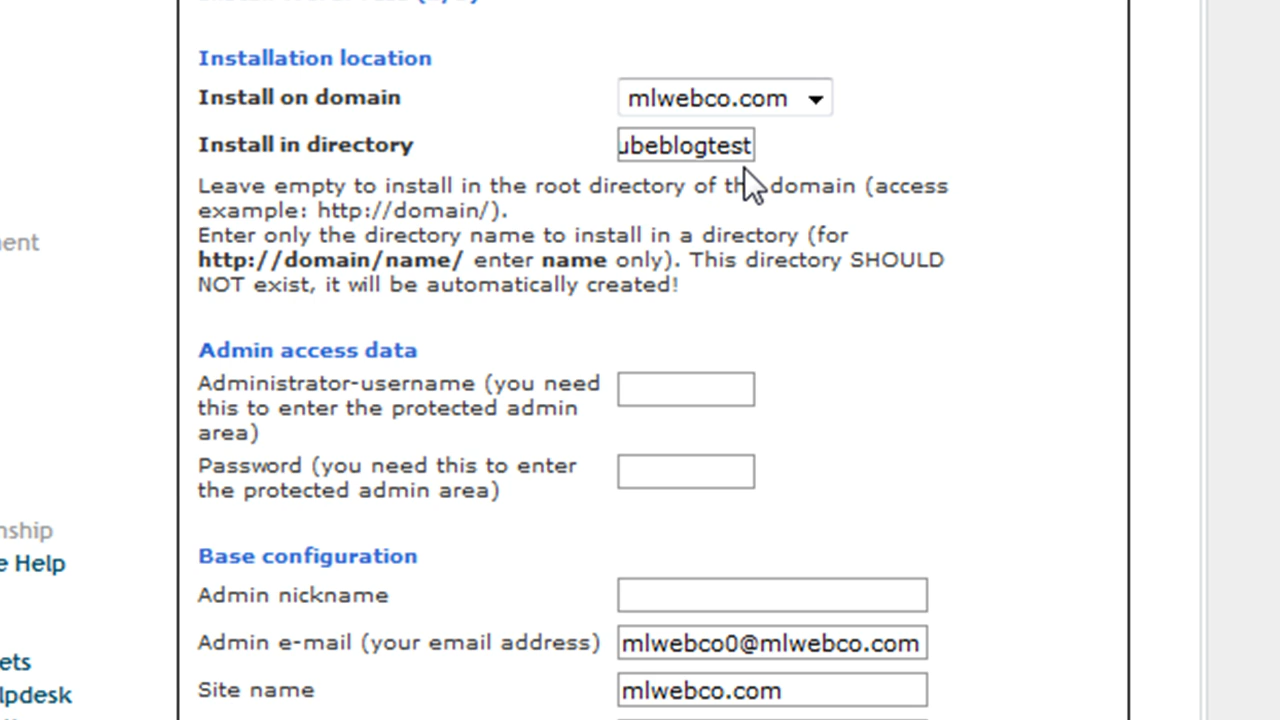 Installation location
Install on domain
mlwebco.com
Install in directory
ubeblogtest
Leave empty to install in the root directory of the domain (access
example: http://domain/).
Enter only the directory name to install in a directory (for
http://domain/name/ enter name only). This directory SHOULD
NOT exist, it will be automatically created!
Admin access data
Administrator-username (you need
this to enter the protected admin
area)
Password (you need this to enter
the protected admin area)
Base configuration
Admin nickname
Admin e-mail (your email address)
mlwebco0@mlwebco.com
Site name
mlwebco.com
ent
nship
e Help
ets
lpdesk